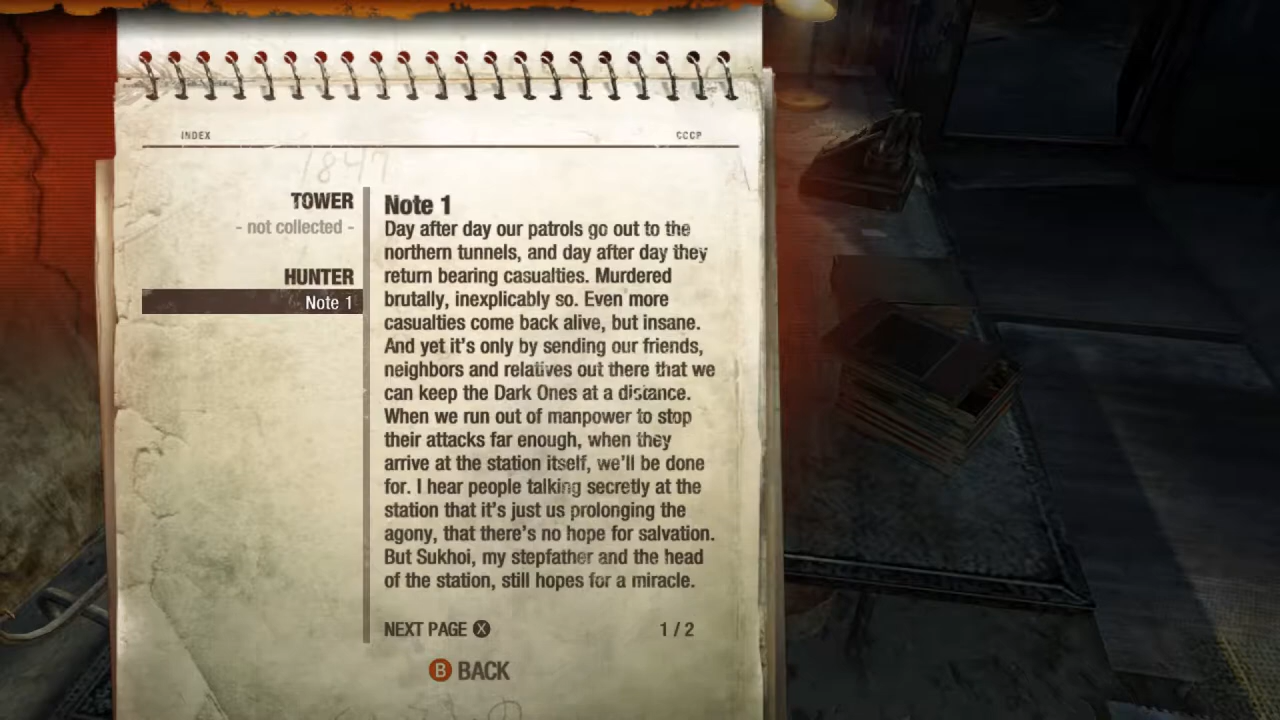 INDEX
CCCP
1847
TOWER
- not collected -
HUNTER
Note 1
Note 1
Day after day our patrols go out to the
northern tunnels, and day after day they
return bearing casualties. Murdered
brutally, inexplicably so. Even more
casualties come back alive, but insane.
And yet it's only by sending our friends,
neighbors and relatives out there that we
can keep the Dark Ones at a distance.
When we run out of manpower to stop
their attacks far enough, when they
arrive at the station itself, we'll be done
for. I hear people talking secretly at the
station that it's just us prolonging the
agony, that there's no hope for salvation.
But Sukhoi, my stepfather and the head
of the station, still hopes for a miracle.
NEXT PAGE X
1 / 2
B BACK